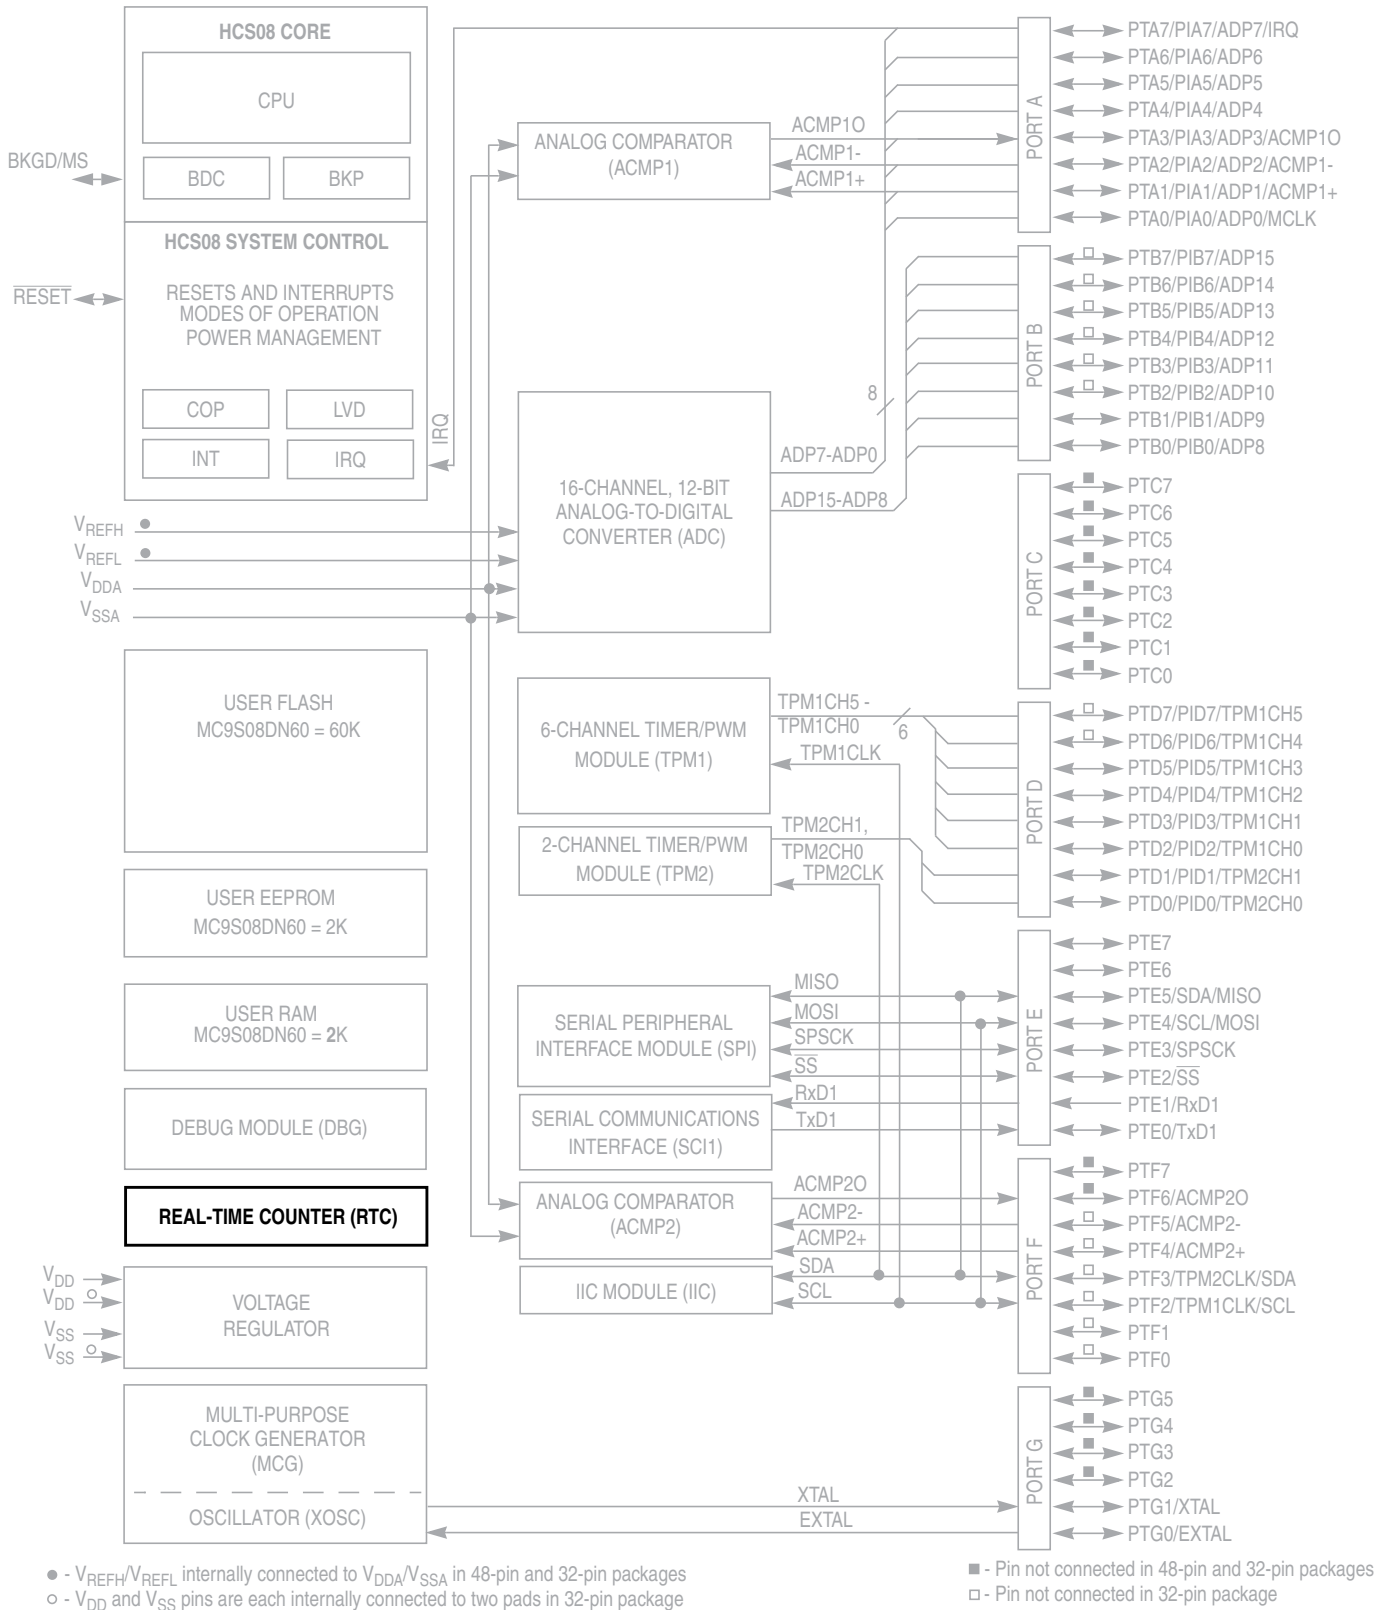 HCS08 CORE
CPU
BDC
BKP
BKGD/MS
HCS08 SYSTEM CONTROL
RESETS AND INTERRUPTS
MODES OF OPERATION
POWER MANAGEMENT
RESET
COP
LVD
INT
IRQ
IRQ
VREFH
VREFL
VDDA
VSSA
USER FLASH
MC9S08DN60 = 60K
USER EEPROM
MC9S08DN60 = 2K
USER RAM
MC9S08DN60 = 2K
DEBUG MODULE (DBG)
REAL-TIME COUNTER (RTC)
VDD
VDD
VSS
VSS
VOLTAGE
REGULATOR
MULTI-PURPOSE
CLOCK GENERATOR
(MCG)
OSCILLATOR (XOSC)
ANALOG COMPARATOR
(ACMP1)
ACMP1O
ACMP1-
ACMP1+
16-CHANNEL, 12-BIT
ANALOG-TO-DIGITAL
CONVERTER (ADC)
8
ADP7-ADP0
ADP15-ADP8
6-CHANNEL TIMER/PWM
MODULE (TPM1)
TPM1CH5 -
TPM1CH0
6
TPM1CLK
2-CHANNEL TIMER/PWM
MODULE (TPM2)
TPM2CH1,
TPM2CH0
TPM2CLK
SERIAL PERIPHERAL
INTERFACE MODULE (SPI)
MISO
MOSI
SPSCK
SS
SERIAL COMMUNICATIONS
INTERFACE (SCI1)
RxD1
TxD1
ANALOG COMPARATOR
(ACMP2)
ACMP2O
ACMP2-
ACMP2+
IIC MODULE (IIC)
SDA
SCL
XTAL
EXTAL
PORT A
PTA7/PIA7/ADP7/IRQ
PTA6/PIA6/ADP6
PTA5/PIA5/ADP5
PTA4/PIA4/ADP4
PTA3/PIA3/ADP3/ACMP1O
PTA2/PIA2/ADP2/ACMP1-
PTA1/PIA1/ADP1/ACMP1+
PTA0/PIA0/ADP0/MCLK
PORT B
PTB7/PIB7/ADP15
PTB6/PIB6/ADP14
PTB5/PIB5/ADP13
PTB4/PIB4/ADP12
PTB3/PIB3/ADP11
PTB2/PIB2/ADP10
PTB1/PIB1/ADP9
PTB0/PIB0/ADP8
PORT C
PTC7
PTC6
PTC5
PTC4
PTC3
PTC2
PTC1
PTC0
PORT D
PTD7/PID7/TPM1CH5
PTD6/PID6/TPM1CH4
PTD5/PID5/TPM1CH3
PTD4/PID4/TPM1CH2
PTD3/PID3/TPM1CH1
PTD2/PID2/TPM1CH0
PTD1/PID1/TPM2CH1
PTD0/PID0/TPM2CH0
PORT E
PTE7
PTE6
PTE5/SDA/MISO
PTE4/SCL/MOSI
PTE3/SPSCK
PTE2/SS
PTE1/RxD1
PTE0/TxD1
PORT F
PTF7
PTF6/ACMP2O
PTF5/ACMP2-
PTF4/ACMP2+
PTF3/TPM2CLK/SDA
PTF2/TPM1CLK/SCL
PTF1
PTF0
PORT G
PTG5
PTG4
PTG3
PTG2
PTG1/XTAL
PTG0/EXTAL
● - VREFH/VREFL internally connected to VDDA/VSSA in 48-pin and 32-pin packages
○ - VDD and VSS pins are each internally connected to two pads in 32-pin package
■ - Pin not connected in 48-pin and 32-pin packages
□ - Pin not connected in 32-pin package